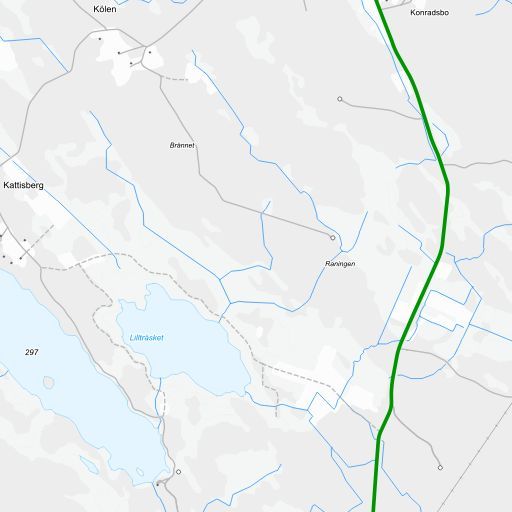 Kölen
Konradsbo
Brännet
Kattisberg
Raningen
Lillträsket
297